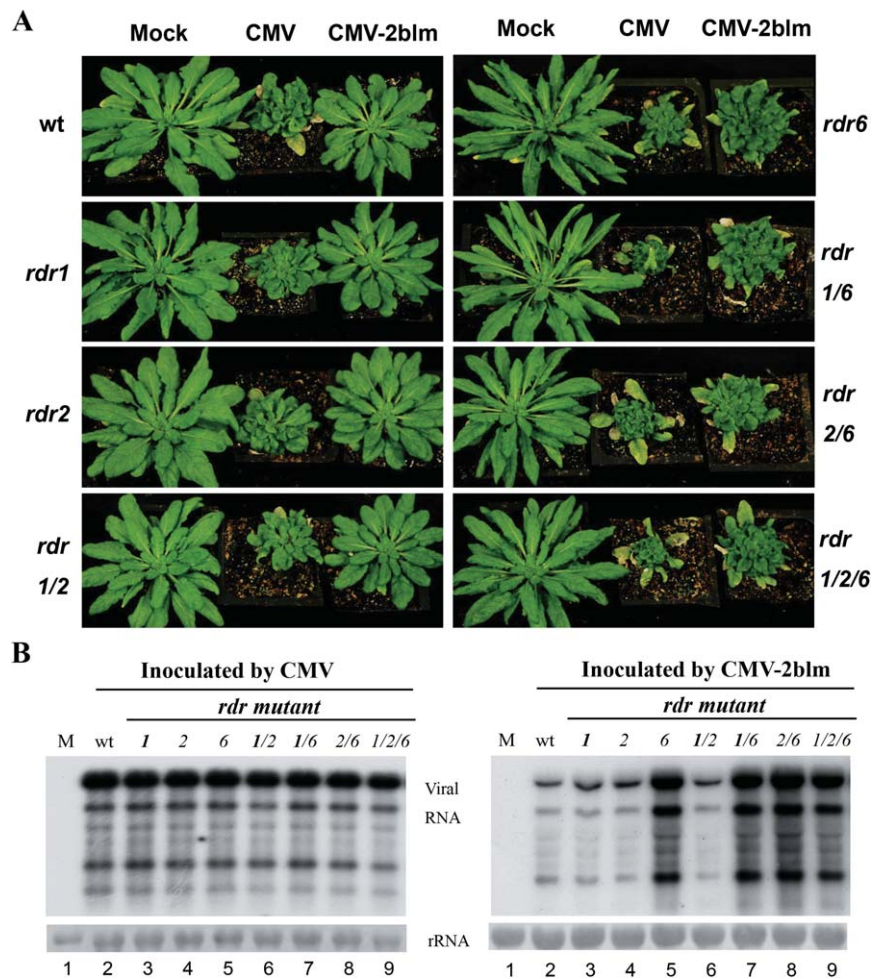 A
Mock CMV CMV-2blm Mock CMV CMV-2blm
wt
rdr6
rdr1
rdr
1/6
rdr2
rdr
2/6
rdr
1/2
rdr
1/2/6
B
Inoculated by CMV
rdr mutant
M wt 1 2 6 1/2 1/6 2/6 1/2/6
Inoculated by CMV-2blm
rdr mutant
M wt 1 2 6 1/2 1/6 2/6 1/2/6
Viral
RNA
rRNA
1 2 3 4 5 6 7 8 9
1 2 3 4 5 6 7 8 9